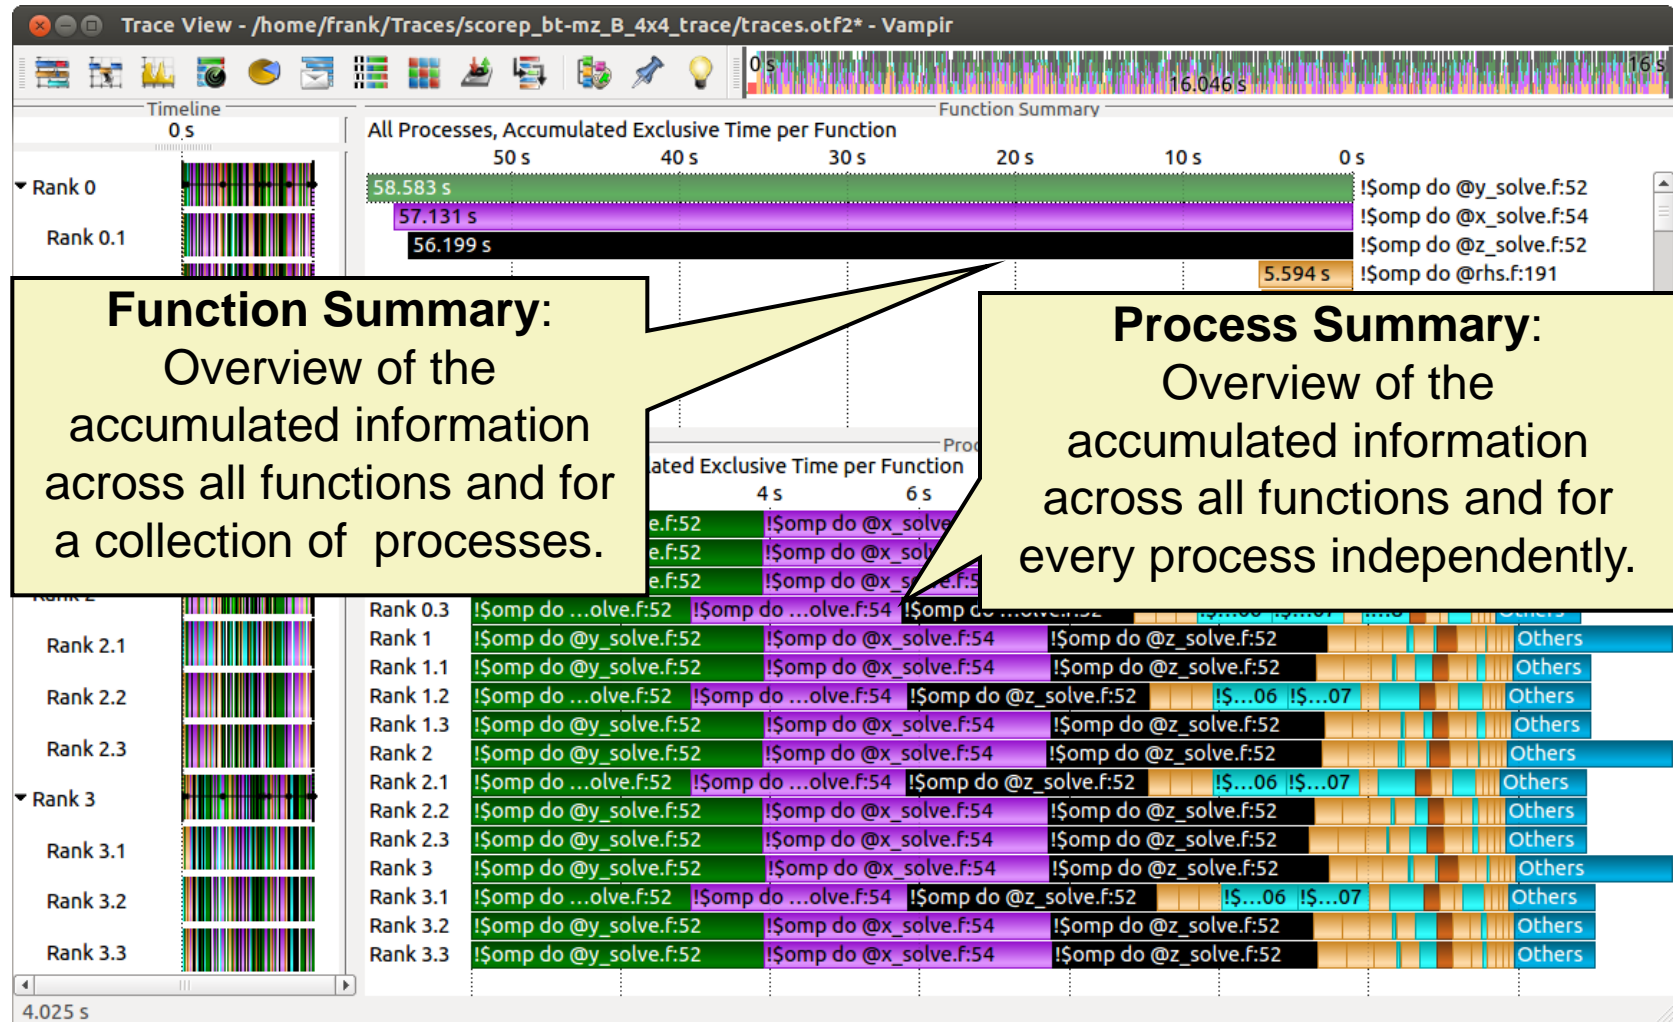 Trace View - /home/frank/Traces/scorep_bt-mz_B_4x4_trace/traces.otf2* - Vampir
0 s
16 s
16.046 s
Timeline
0 s
Rank 0
Rank 0.1
Rank 2.1
Rank 2.2
Rank 2.3
Rank 3
Rank 3.1
Rank 3.2
Rank 3.3
Function Summary
All Processes, Accumulated Exclusive Time per Function
50 s 40 s 30 s 20 s 10 s 0 s
58.583 s !$omp do @y_solve.f:52
57.131 s !$omp do @x_solve.f:54
56.199 s !$omp do @z_solve.f:52
5.594 s !$omp do @rhs.f:191
Function Summary:
Overview of the
accumulated information
across all functions and for
a collection of processes.
Process Summary:
Overview of the
accumulated information
across all functions and for
every process independently.
Exclusive Time per Function
4 s 6 s
e.f:52 !$omp do @x_solve
e.f:52 !$omp do
e.f:52 !$omp do
Rank 0.3 !$omp do ...olve.f:52 !$omp do ...olve.f:54 Others
Rank 1 !$omp do @y_solve.f:52 !$omp do @x_solve.f:54 !$omp do @z_solve.f:52 Others
Rank 1.1 !$omp do @y_solve.f:52 !$omp do @x_solve.f:54 !$omp do @z_solve.f:52 Others
Rank 1.2 !$omp do ...olve.f:52 !$omp do ...olve.f:54 !$omp do @z_solve.f:52 !$...06 !$...07 Others
Rank 1.3 !$omp do @y_solve.f:52 !$omp do @x_solve.f:54 !$omp do @z_solve.f:52 Others
Rank 2 !$omp do @y_solve.f:52 !$omp do @x_solve.f:54 !$omp do @z_solve.f:52 Others
Rank 2.1 !$omp do ...olve.f:52 !$omp do ...olve.f:54 !$omp do @z_solve.f:52 !$...06 !$...07 Others
Rank 2.2 !$omp do @y_solve.f:52 !$omp do @x_solve.f:54 !$omp do @z_solve.f:52 Others
Rank 2.3 !$omp do @y_solve.f:52 !$omp do @x_solve.f:54 !$omp do @z_solve.f:52 Others
Rank 3 !$omp do @y_solve.f:52 !$omp do @x_solve.f:54 !$omp do @z_solve.f:52 Others
Rank 3.1 !$omp do ...olve.f:52 !$omp do ...olve.f:54 !$omp do @z_solve.f:52 !$...06 !$...07 Others
Rank 3.2 !$omp do @y_solve.f:52 !$omp do @x_solve.f:54 !$omp do @z_solve.f:52 Others
Rank 3.3 !$omp do @y_solve.f:52 !$omp do @x_solve.f:54 !$omp do @z_solve.f:52 Others
4.025 s